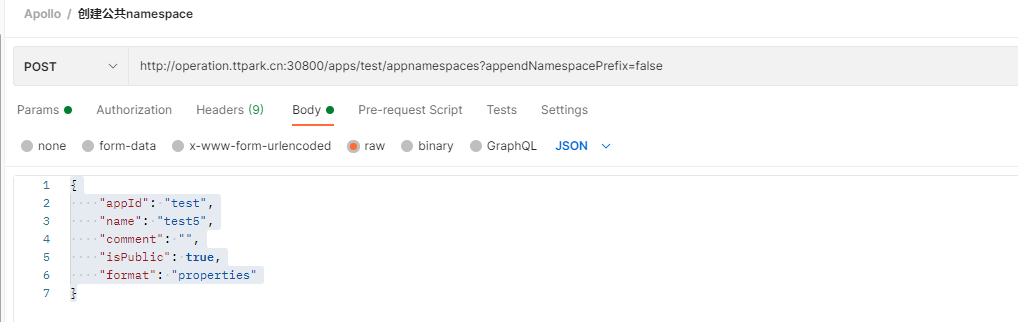 Apollo / 创建公共namespace
POST http://operation.ttpark.cn:30800/apps/test/appnamespaces?appendNamespacePrefix=false
Params Authorization Headers (9) Body Pre-request Script Tests Settings
none form-data x-www-form-urlencoded raw binary GraphQL JSON
1 {
2 ····"appId":·"test",
3 ····"name":·"test5",
4 ····"comment":·"",
5 ····"isPublic":·true,
6 ····"format":·"properties"
7 }